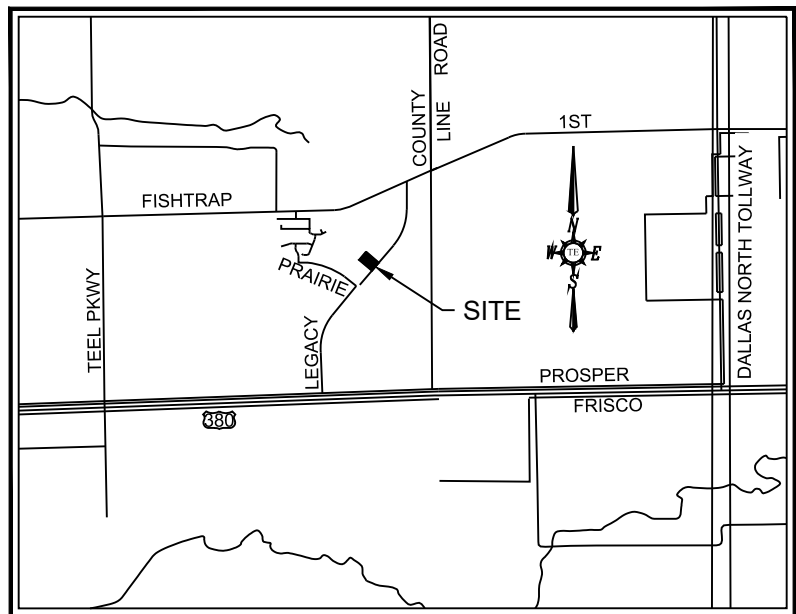 COUNTY
LINE ROAD
1ST
FISHTRAP
PRAIRIE
LEGACY
TEEL PKWY
SITE
N
W TE E
S
DALLAS NORTH TOLLWAY
PROSPER
FRISCO
380